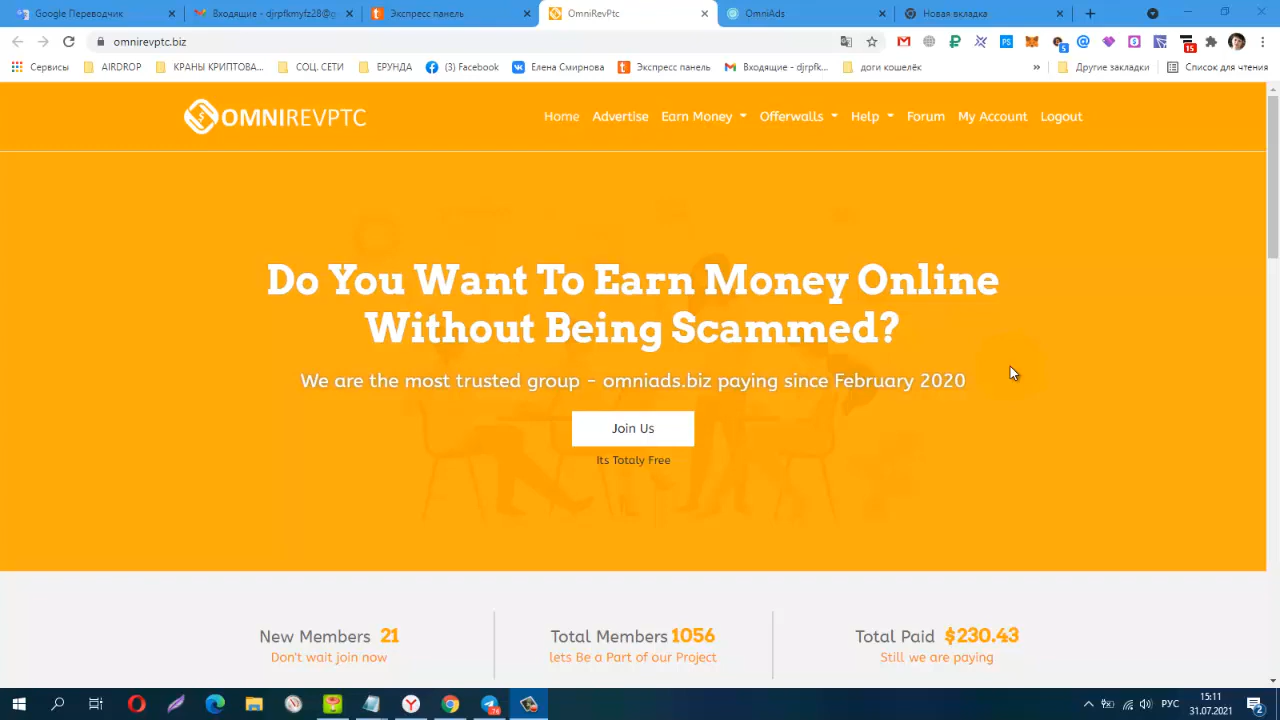 Google Переводчик
Входящие - djrpfkmyfz28@g
Экспресс панель
OmniRevPtc
OmniAds
Новая вкладка
omnirevptc.biz
5
15
Сервисы
AIRDROP
КРАНЫ КРИПТОВА...
СОЦ. СЕТИ
ЕРУНДА
(3) Facebook
Елена Смирнова
Экспресс панель
Входящие - djrpfk...
доги кошелёк
»
Другие закладки
Список для чтения
OMNIREVPTC
Home
Advertise
Earn Money
Offerwalls
Help
Forum
My Account
Logout
Do You Want To Earn Money Online
Without Being Scammed?
We are the most trusted group - omniads.biz paying since February 2020
Join Us
Its Totaly Free
New Members 21
Don't wait join now
Total Members 1056
lets Be a Part of our Project
Total Paid $230.43
Still we are paying
РУС
15:11
31.07.2021
2